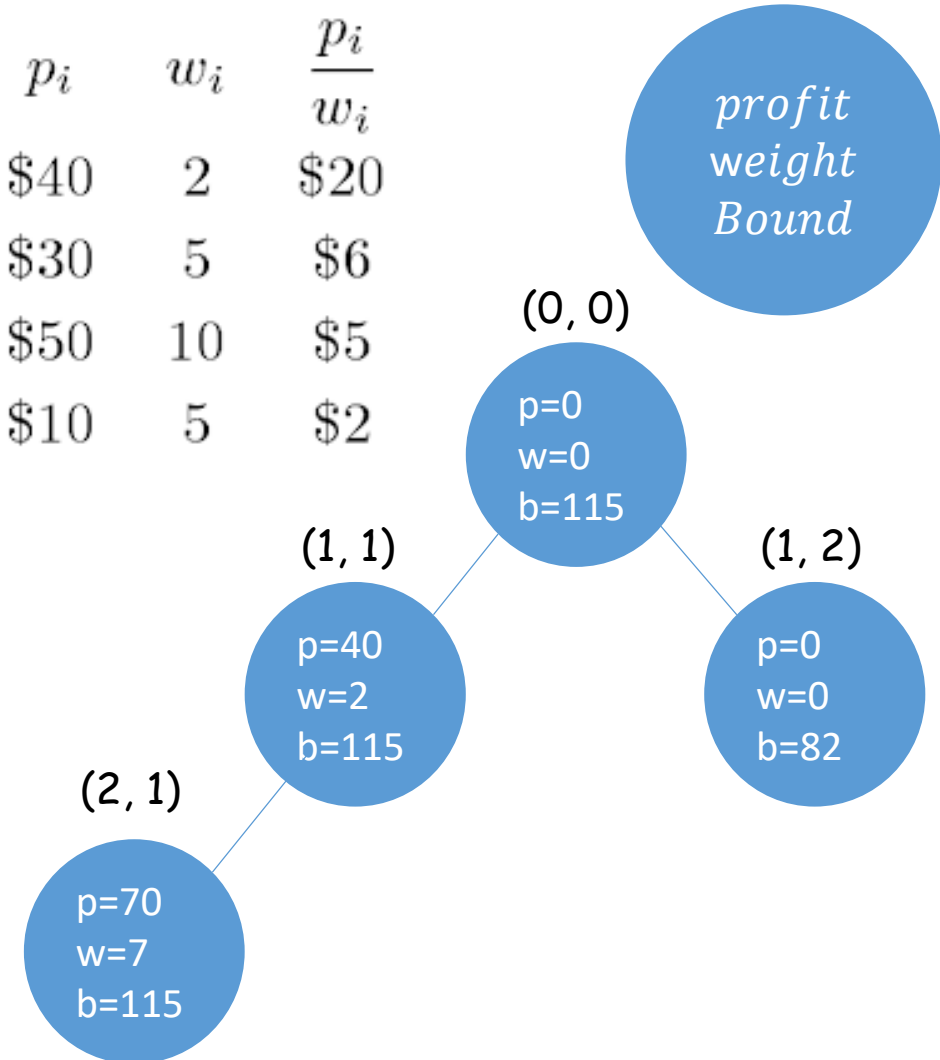 p_i w_i p_i/w_i
$40 2 $20
$30 5 $6
$50 10 $5
$10 5 $2
profit
weight
Bound
(0, 0)
p=0
w=0
b=115
(1, 1)
p=40
w=2
b=115
(1, 2)
p=0
w=0
b=82
(2, 1)
p=70
w=7
b=115